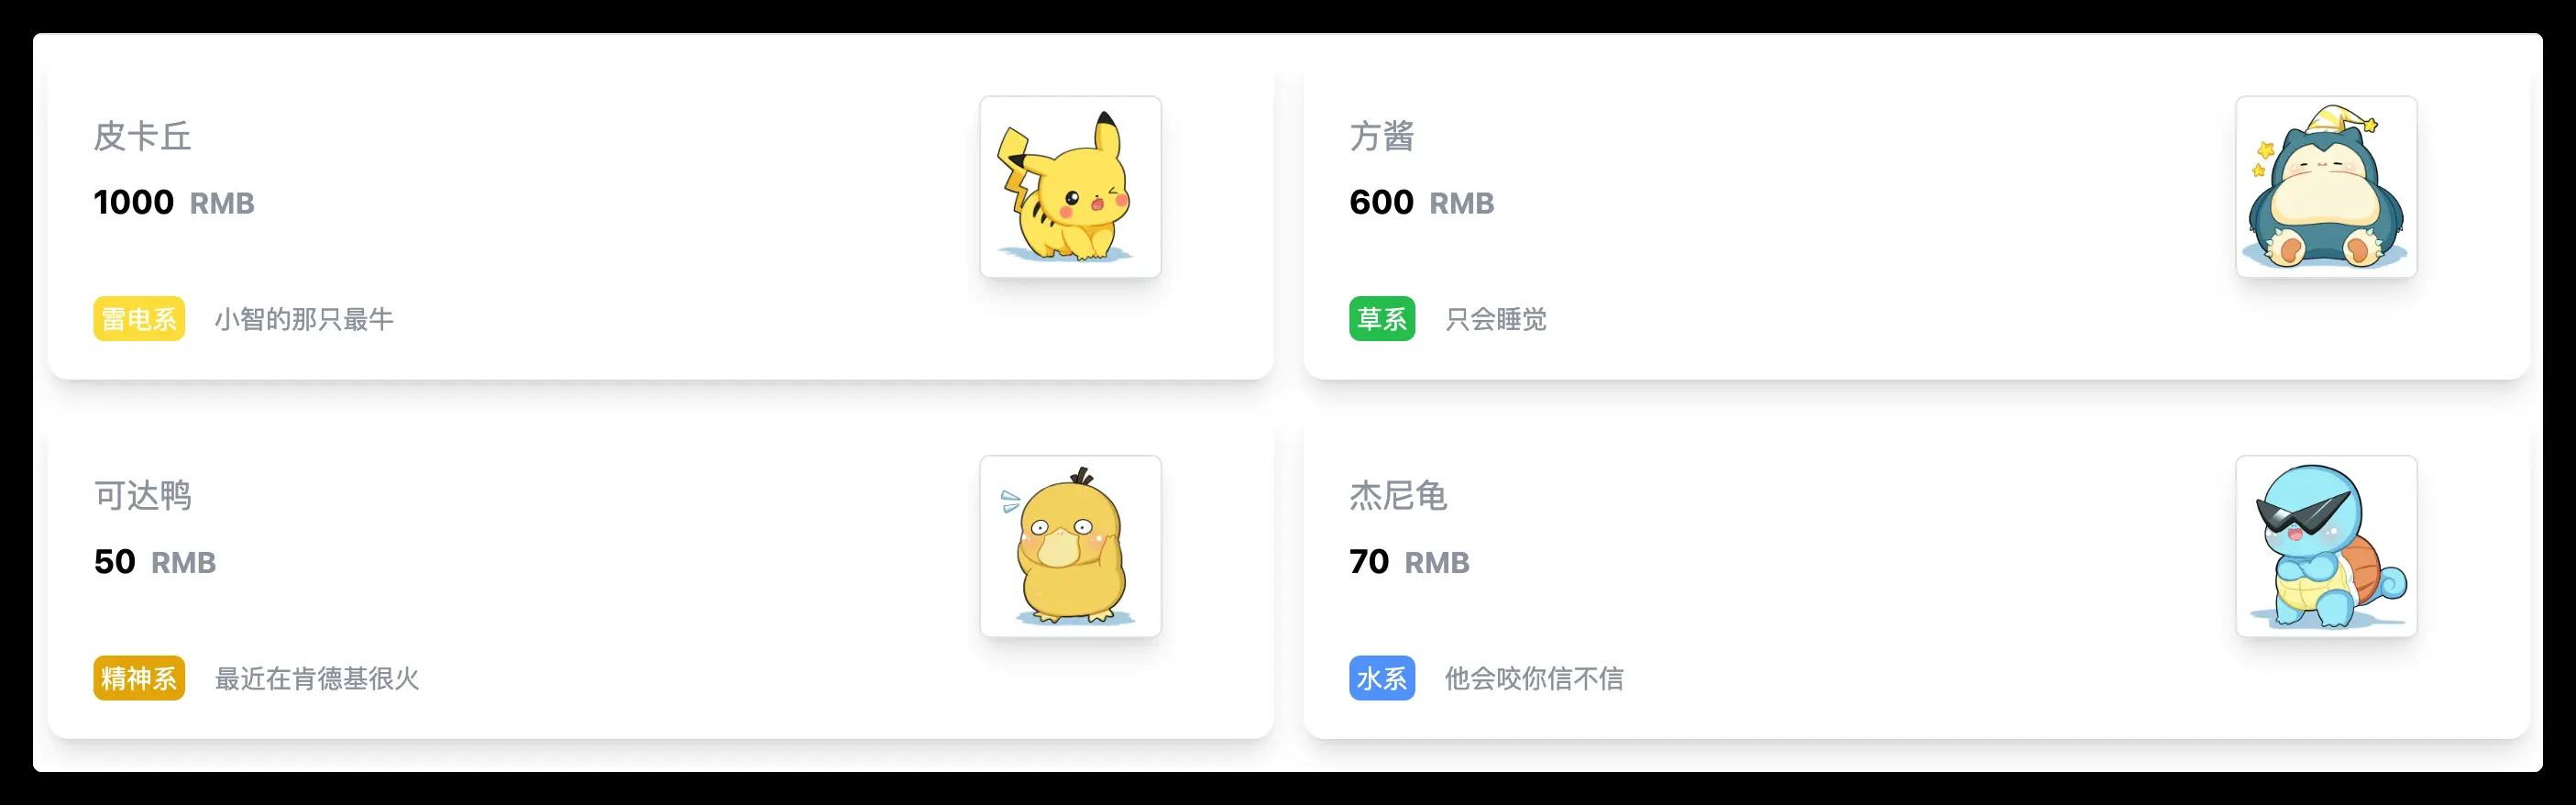 皮卡丘
1000 RMB
雷电系 小智的那只最牛
方酱
600 RMB
草系 只会睡觉
可达鸭
50 RMB
精神系 最近在肯德基很火
杰尼龟
70 RMB
水系 他会咬你信不信